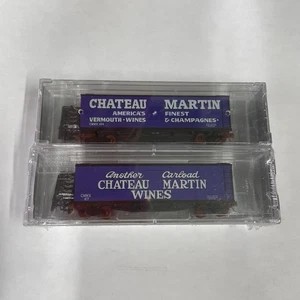 CHATEAU MARTIN
AMERICA'S FINEST
VERMOUTH·WINES & CHAMPAGNES
Another Carload
CHATEAU MARTIN
WINES